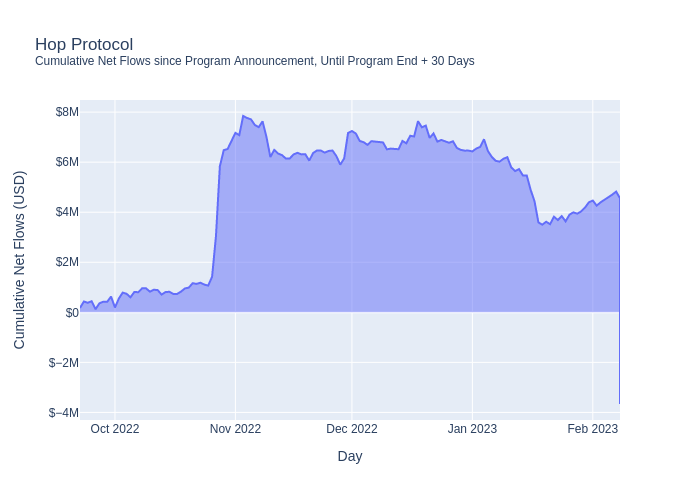 Hop Protocol
Cumulative Net Flows since Program Announcement, Until Program End + 30 Days
Cumulative Net Flows (USD)
$8M
$6M
$4M
$2M
$0
$−2M
$−4M
Oct 2022
Nov 2022
Dec 2022
Jan 2023
Feb 2023
Day